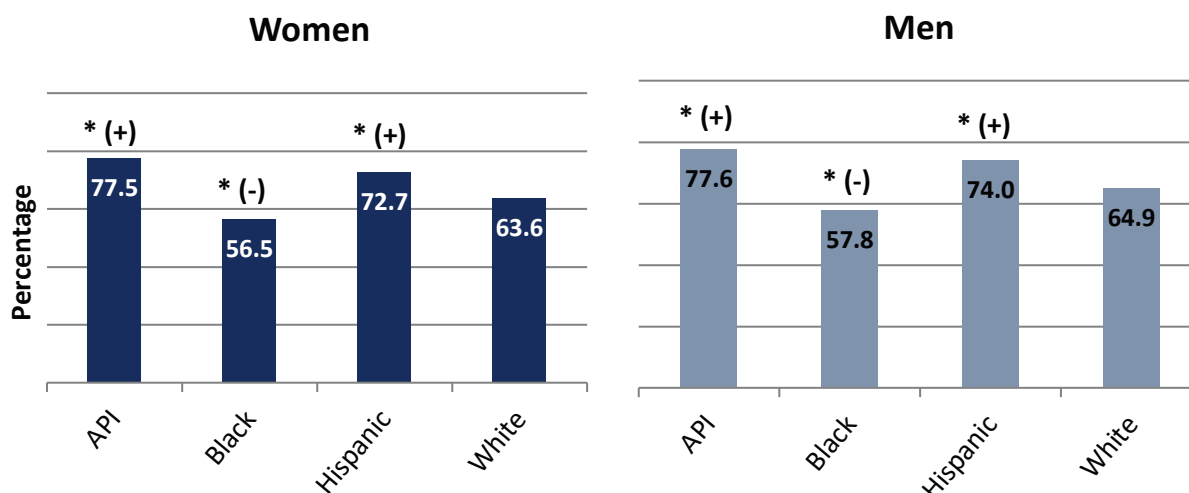 Women
Percentage
* (+)
* (-)
* (+)
77.5
56.5
72.7
63.6
API
Black
Hispanic
White
Men
* (+)
* (-)
* (+)
77.6
57.8
74.0
64.9
API
Black
Hispanic
White